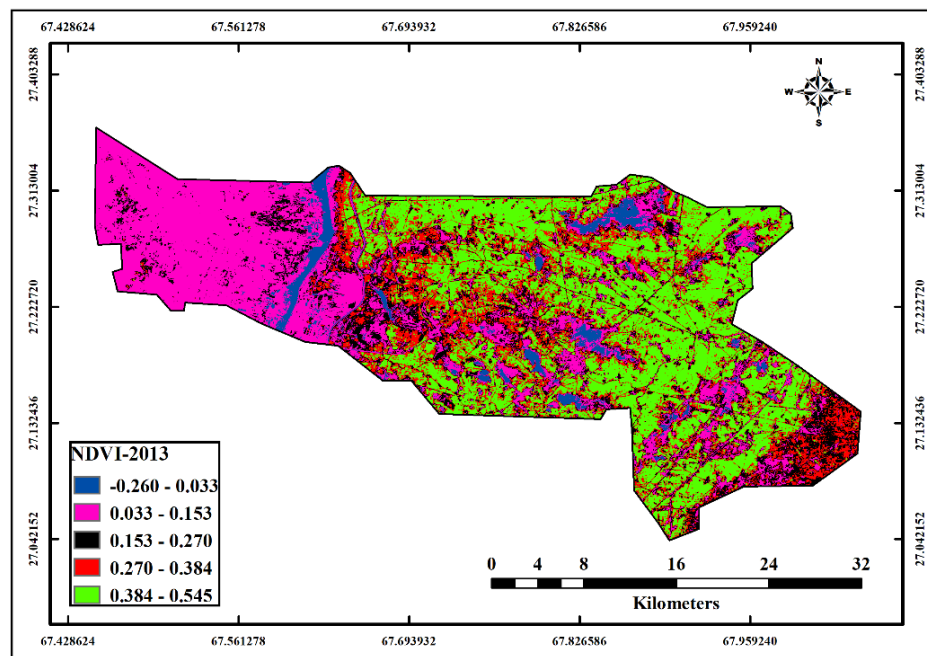 67.428624 67.561278 67.693932 67.826586 67.959240
27.403288 27.403288
N
W E
S
27.313004 27.313004
27.222720 27.222720
27.132436 27.132436
27.042152 27.042152
NDVI-2013
-0.260 - 0.033
0.033 - 0.153
0.153 - 0.270
0.270 - 0.384
0.384 - 0.545
0 4 8 16 24 32
Kilometers
67.428624 67.561278 67.693932 67.826586 67.959240